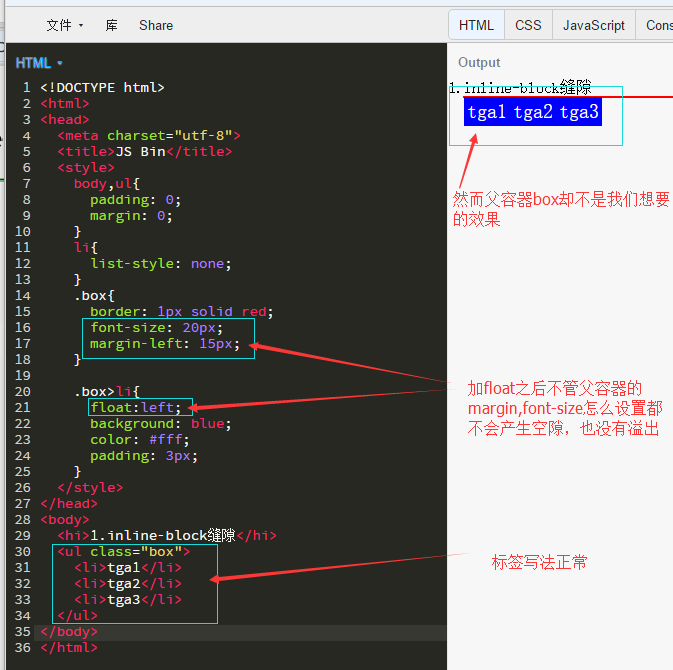 文件 库 Share HTML CSS JavaScript Cons
HTML
Output
1 <!DOCTYPE html>
2 <html>
3 <head>
4 <meta charset="utf-8">
5 <title>JS Bin</title>
6 <style>
7 body,ul{
8 padding: 0;
9 margin: 0;
10 }
11 li{
12 list-style: none;
13 }
14 .box{
15 border: 1px solid red;
16 font-size: 20px;
17 margin-left: 15px;
18 }
19
20 .box>li{
21 float:left;
22 background: blue;
23 color: #fff;
24 padding: 3px;
25 }
26 </style>
27 </head>
28 <body>
29 <hi>1.inline-block缝隙</hi>
30 <ul class="box">
31 <li>tga1</li>
32 <li>tga2</li>
33 <li>tga3</li>
34 </ul>
35 </body>
36 </html>
1.inline-block缝隙
tga1 tga2 tga3
然而父容器box却不是我们想要
的效果
加float之后不管父容器的
margin,font-size怎么设置都
不会产生空隙，也没有溢出
标签写法正常